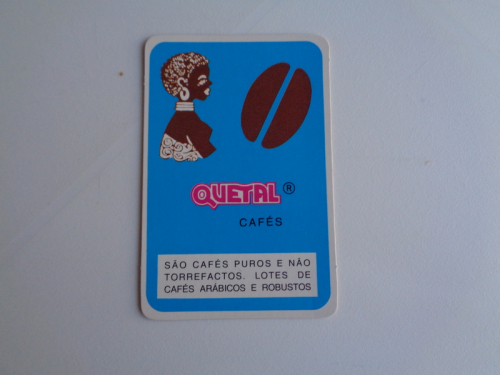 QUETAL ®
CAFÉS
SÃO CAFÉS PUROS E NÃO
TORREFACTOS. LOTES DE
CAFÉS ARÁBICOS E ROBUSTOS